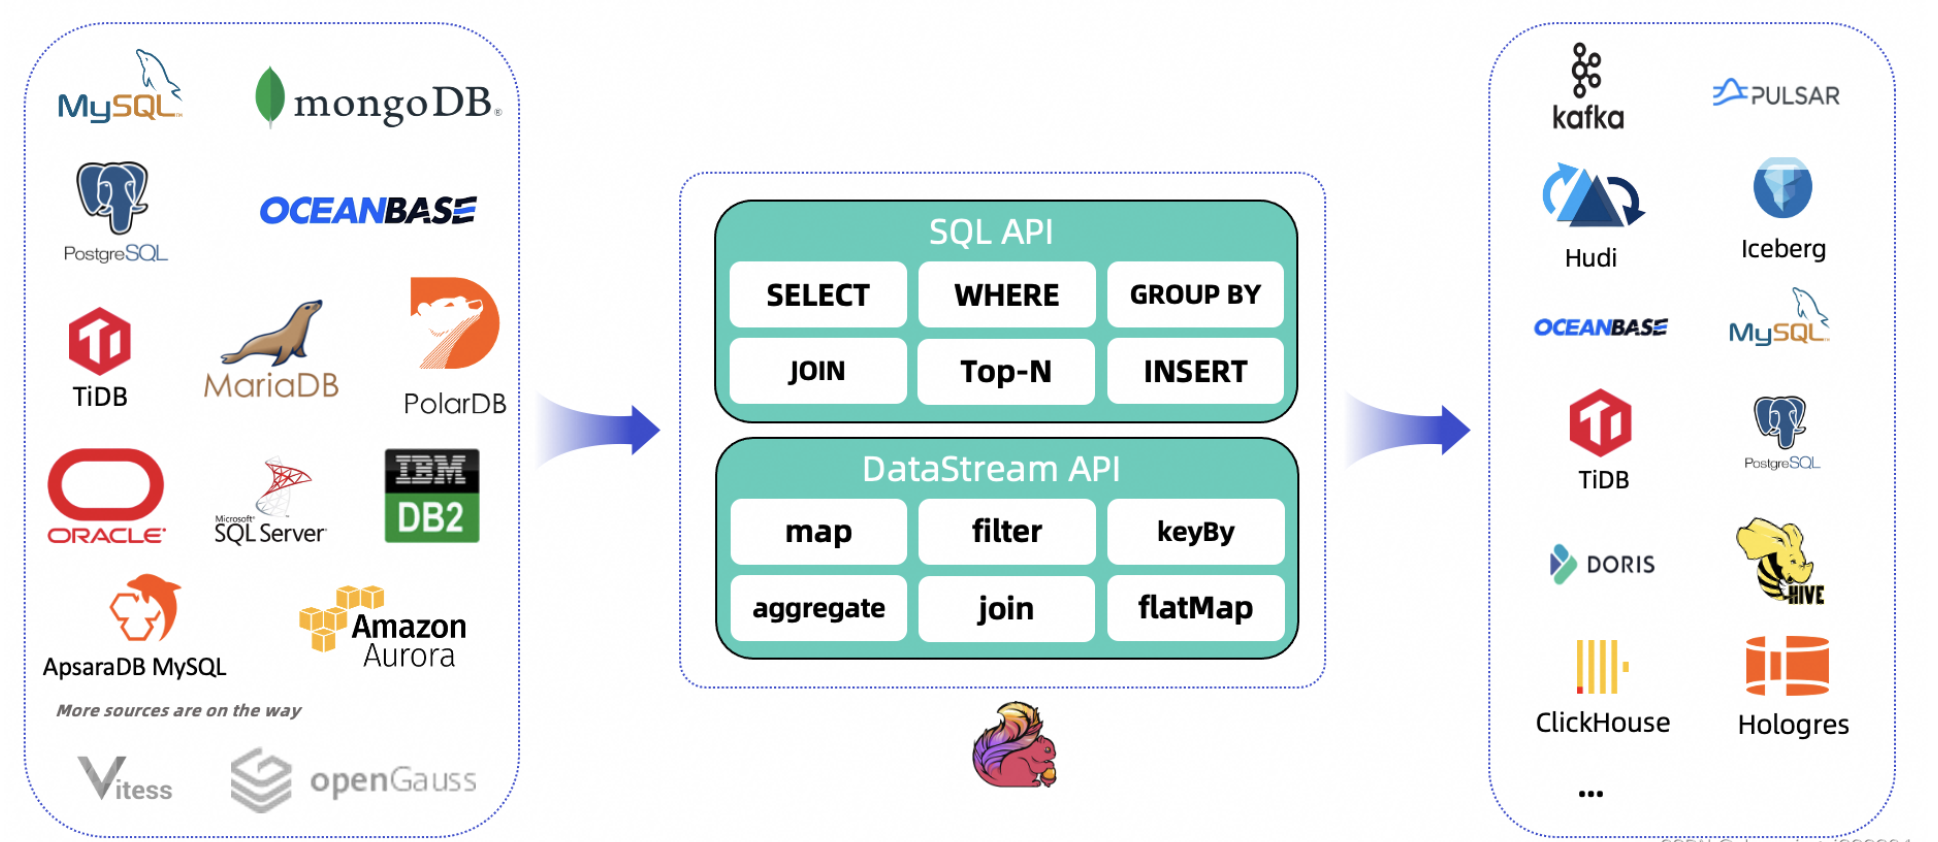 MySQL
mongoDB®
PostgreSQL
OCEANBASE
TiDB
MariaDB
PolarDB
ORACLE
Microsoft®
SQL Server
IBM
DB2
ApsaraDB MySQL
Amazon
Aurora
More sources are on the way
Vitess
openGauss
SQL API
SELECT
WHERE
GROUP BY
JOIN
Top-N
INSERT
DataStream API
map
filter
keyBy
aggregate
join
flatMap
kafka
PULSAR
Hudi
Iceberg
OCEANBASE
MySQL
TiDB
PostgreSQL
DORIS
HIVE
ClickHouse
Hologres
...